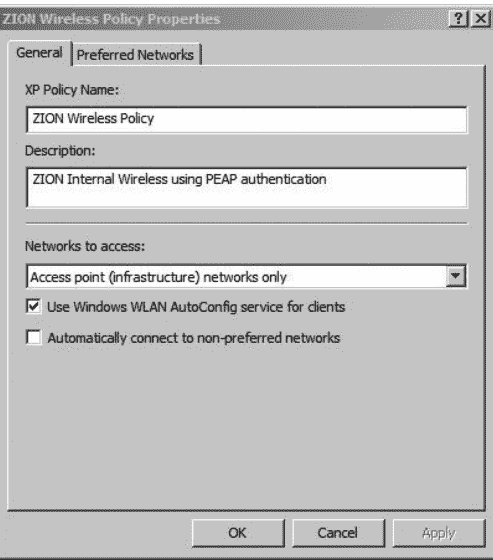 ZION Wireless Policy Properties
General
Preferred Networks
XP Policy Name:
ZION Wireless Policy
Description:
ZION Internal Wireless using PEAP authentication
Networks to access:
Access point (infrastructure) networks only
Use Windows WLAN AutoConfig service for clients
Automatically connect to non-preferred networks
OK
Cancel
Apply